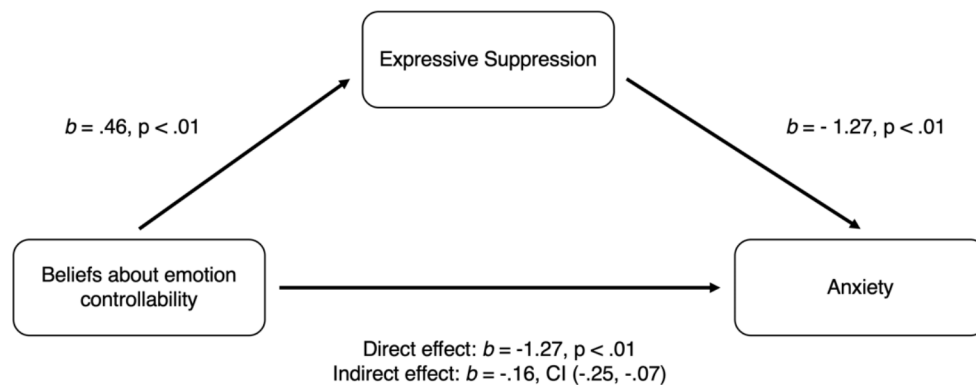 Expressive Suppression
b = .46, p < .01
b = - 1.27, p < .01
Beliefs about emotion
controllability
Anxiety
Direct effect: b = -1.27, p < .01
Indirect effect: b = -.16, CI (-.25, -.07)